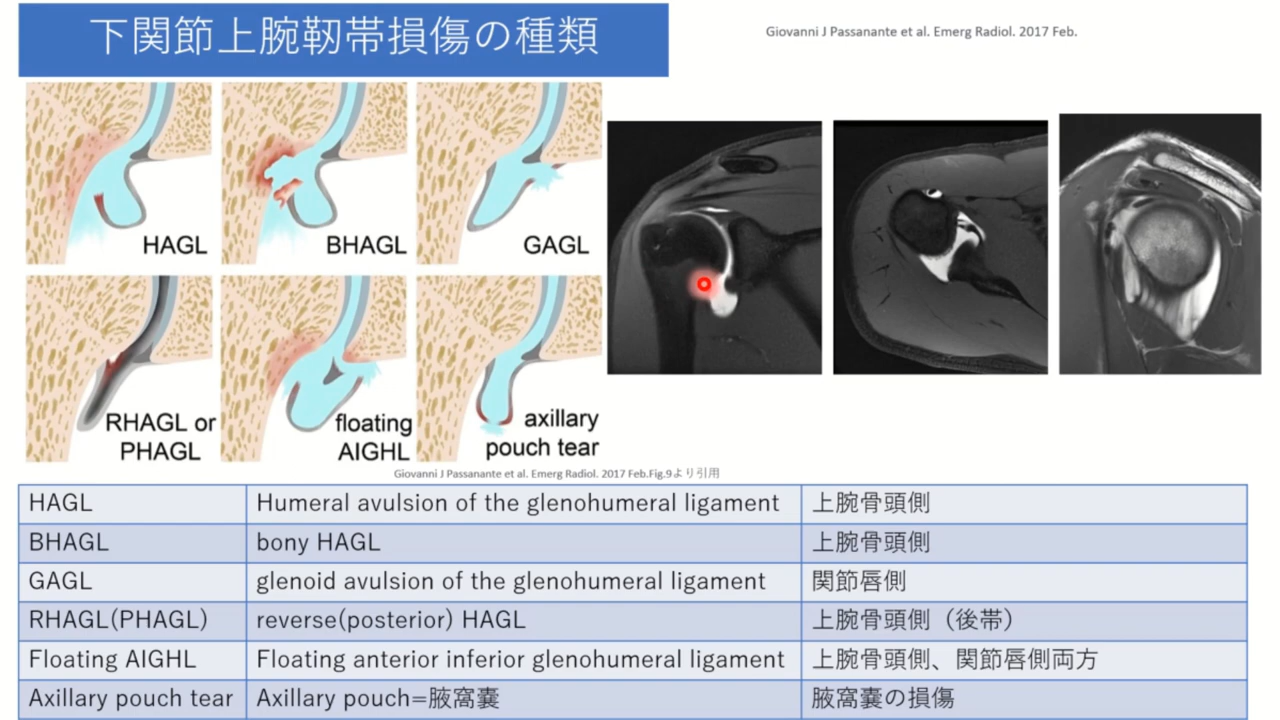 下関節上腕靭帯損傷の種類
Giovanni J Passanante et al. Emerg Radiol. 2017 Feb.
HAGL
BHAGL
GAGL
RHAGL or
PHAGL
floating
AIGHL
axillary
pouch tear
Giovanni J Passanante et al. Emerg Radiol. 2017 Feb.Fig.9より引用
HAGL Humeral avulsion of the glenohumeral ligament 上腕骨頭側
BHAGL bony HAGL 上腕骨頭側
GAGL glenoid avulsion of the glenohumeral ligament 関節唇側
RHAGL(PHAGL) reverse(posterior) HAGL 上腕骨頭側（後帯）
Floating AIGHL Floating anterior inferior glenohumeral ligament 上腕骨頭側、関節唇側両方
Axillary pouch tear Axillary pouch=腋窩嚢 腋窩嚢の損傷